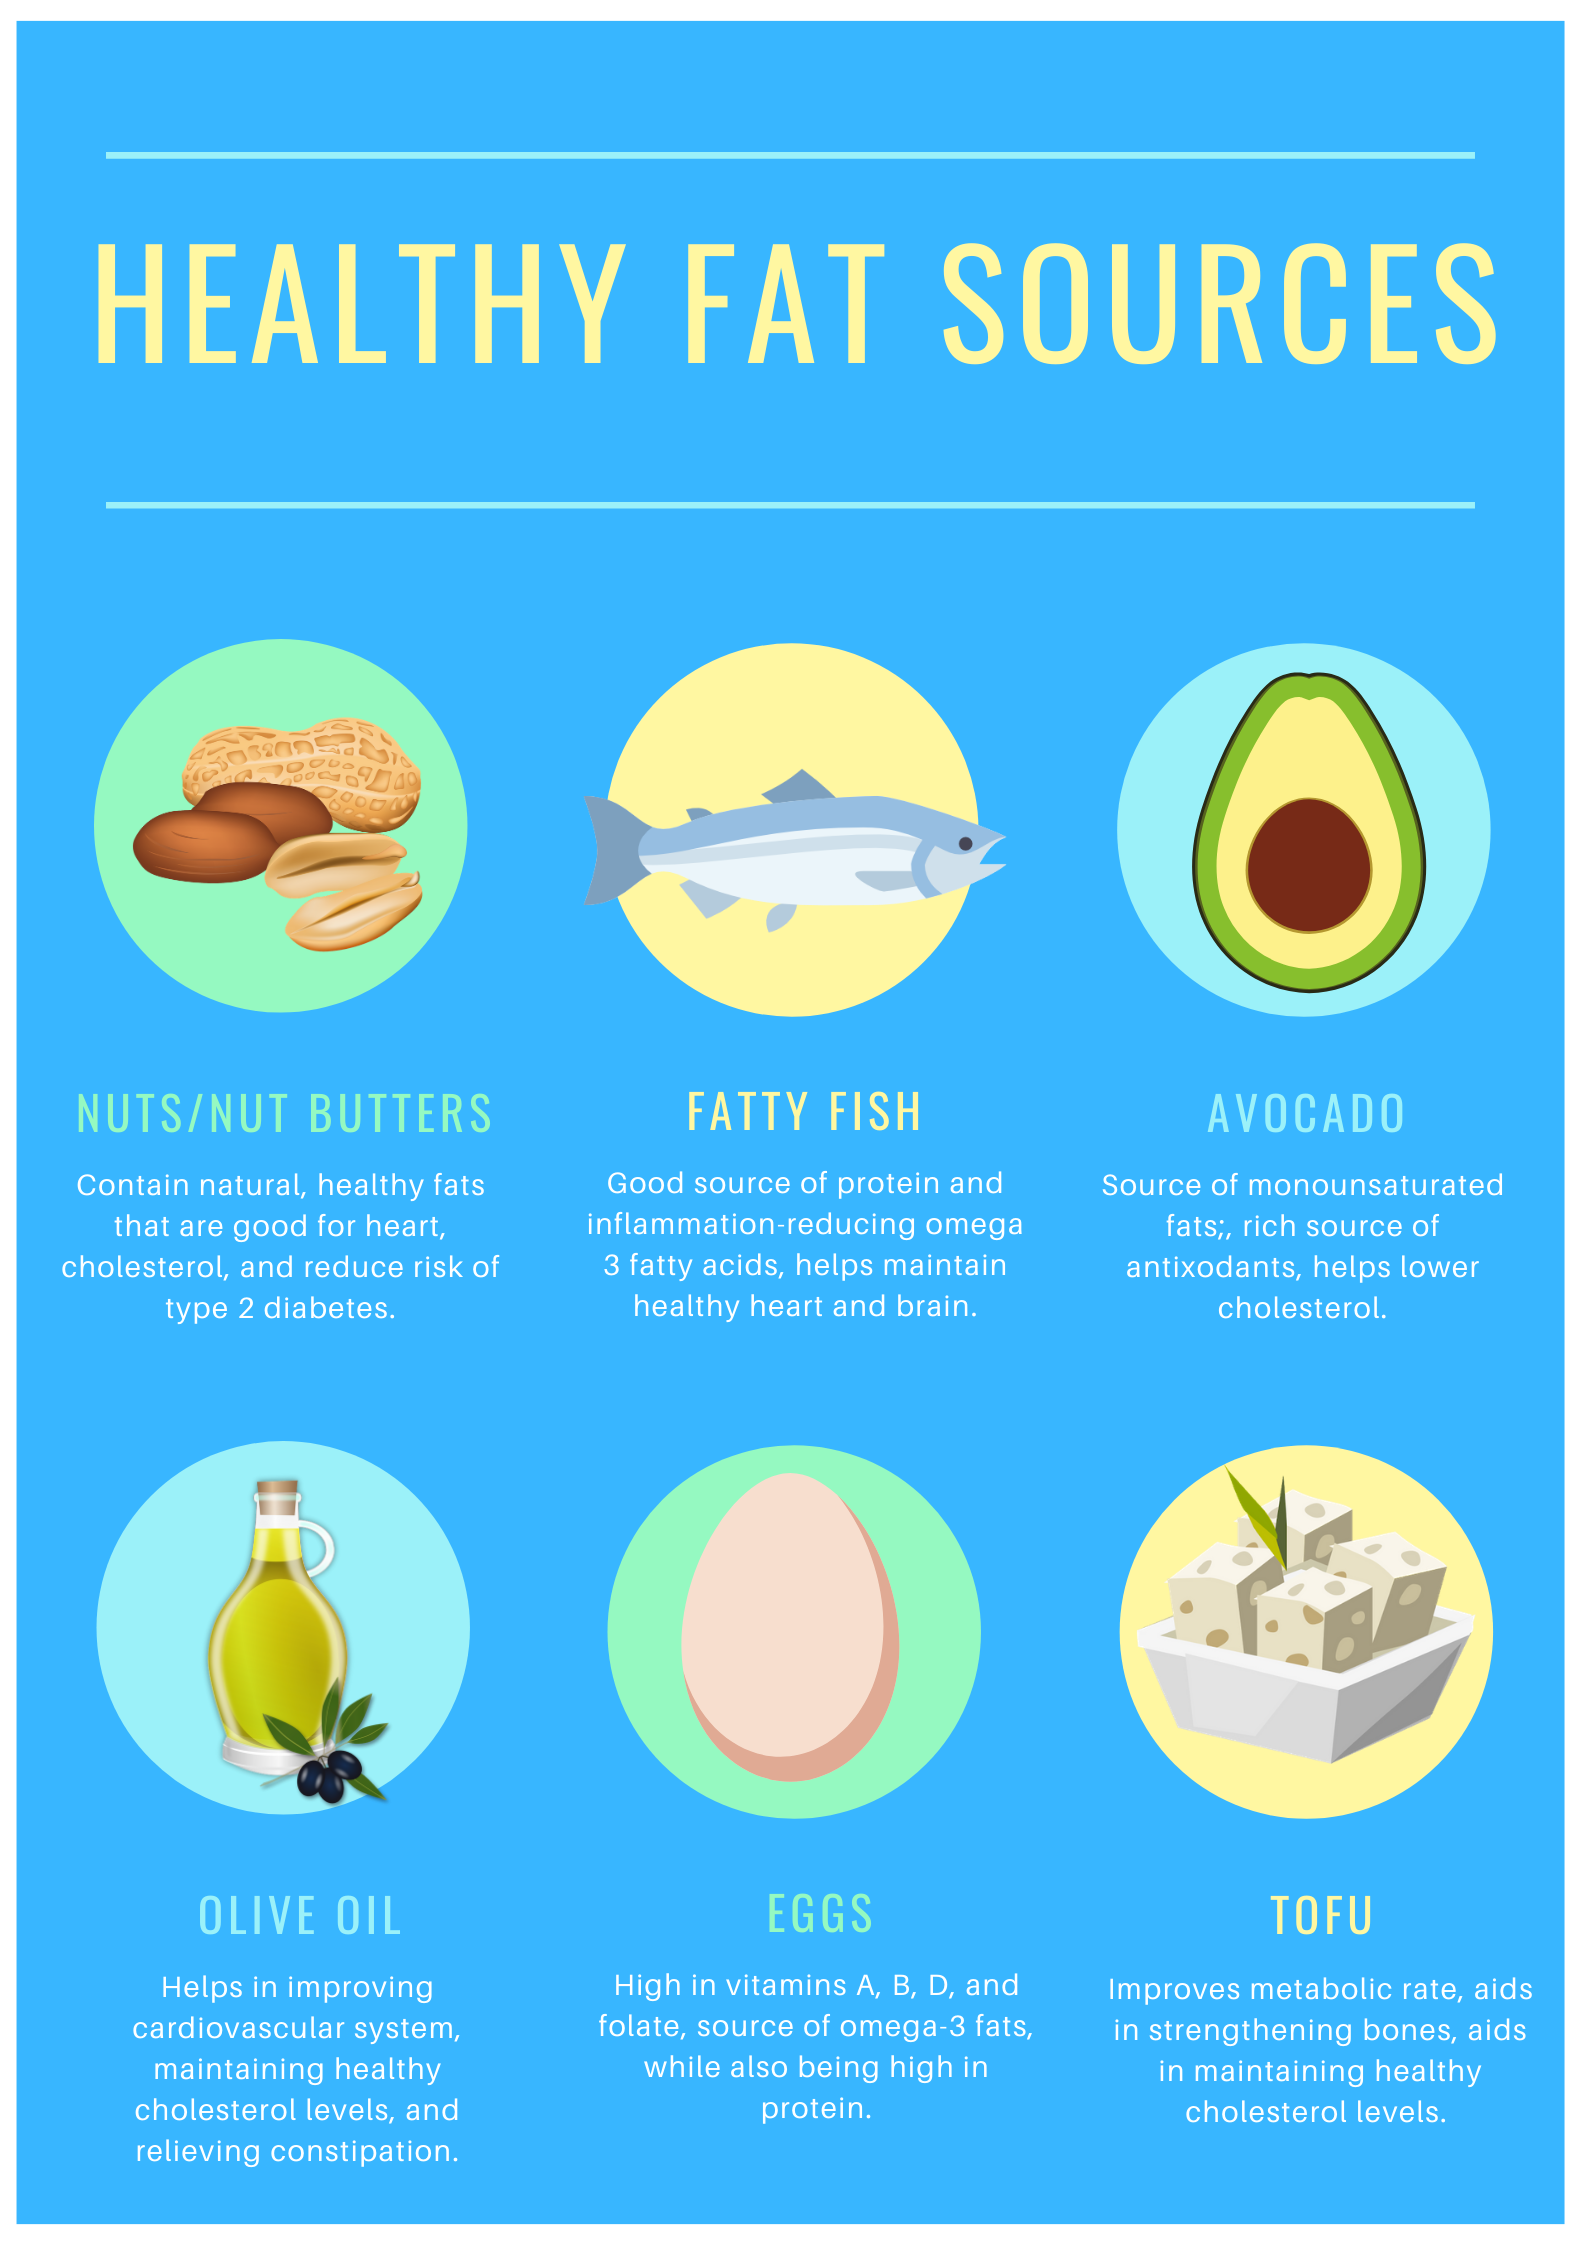 HEALTHY FAT SOURCES
NUTS/NUT BUTTERS
Contain natural, healthy fats
that are good for heart,
cholesterol, and reduce risk of
type 2 diabetes.
FATTY FISH
Good source of protein and
inflammation-reducing omega
3 fatty acids, helps maintain
healthy heart and brain.
AVOCADO
Source of monounsaturated
fats;, rich source of
antixodants, helps lower
cholesterol.
OLIVE OIL
Helps in improving
cardiovascular system,
maintaining healthy
cholesterol levels, and
relieving constipation.
EGGS
High in vitamins A, B, D, and
folate, source of omega-3 fats,
while also being high in
protein.
TOFU
Improves metabolic rate, aids
in strengthening bones, aids
in maintaining healthy
cholesterol levels.